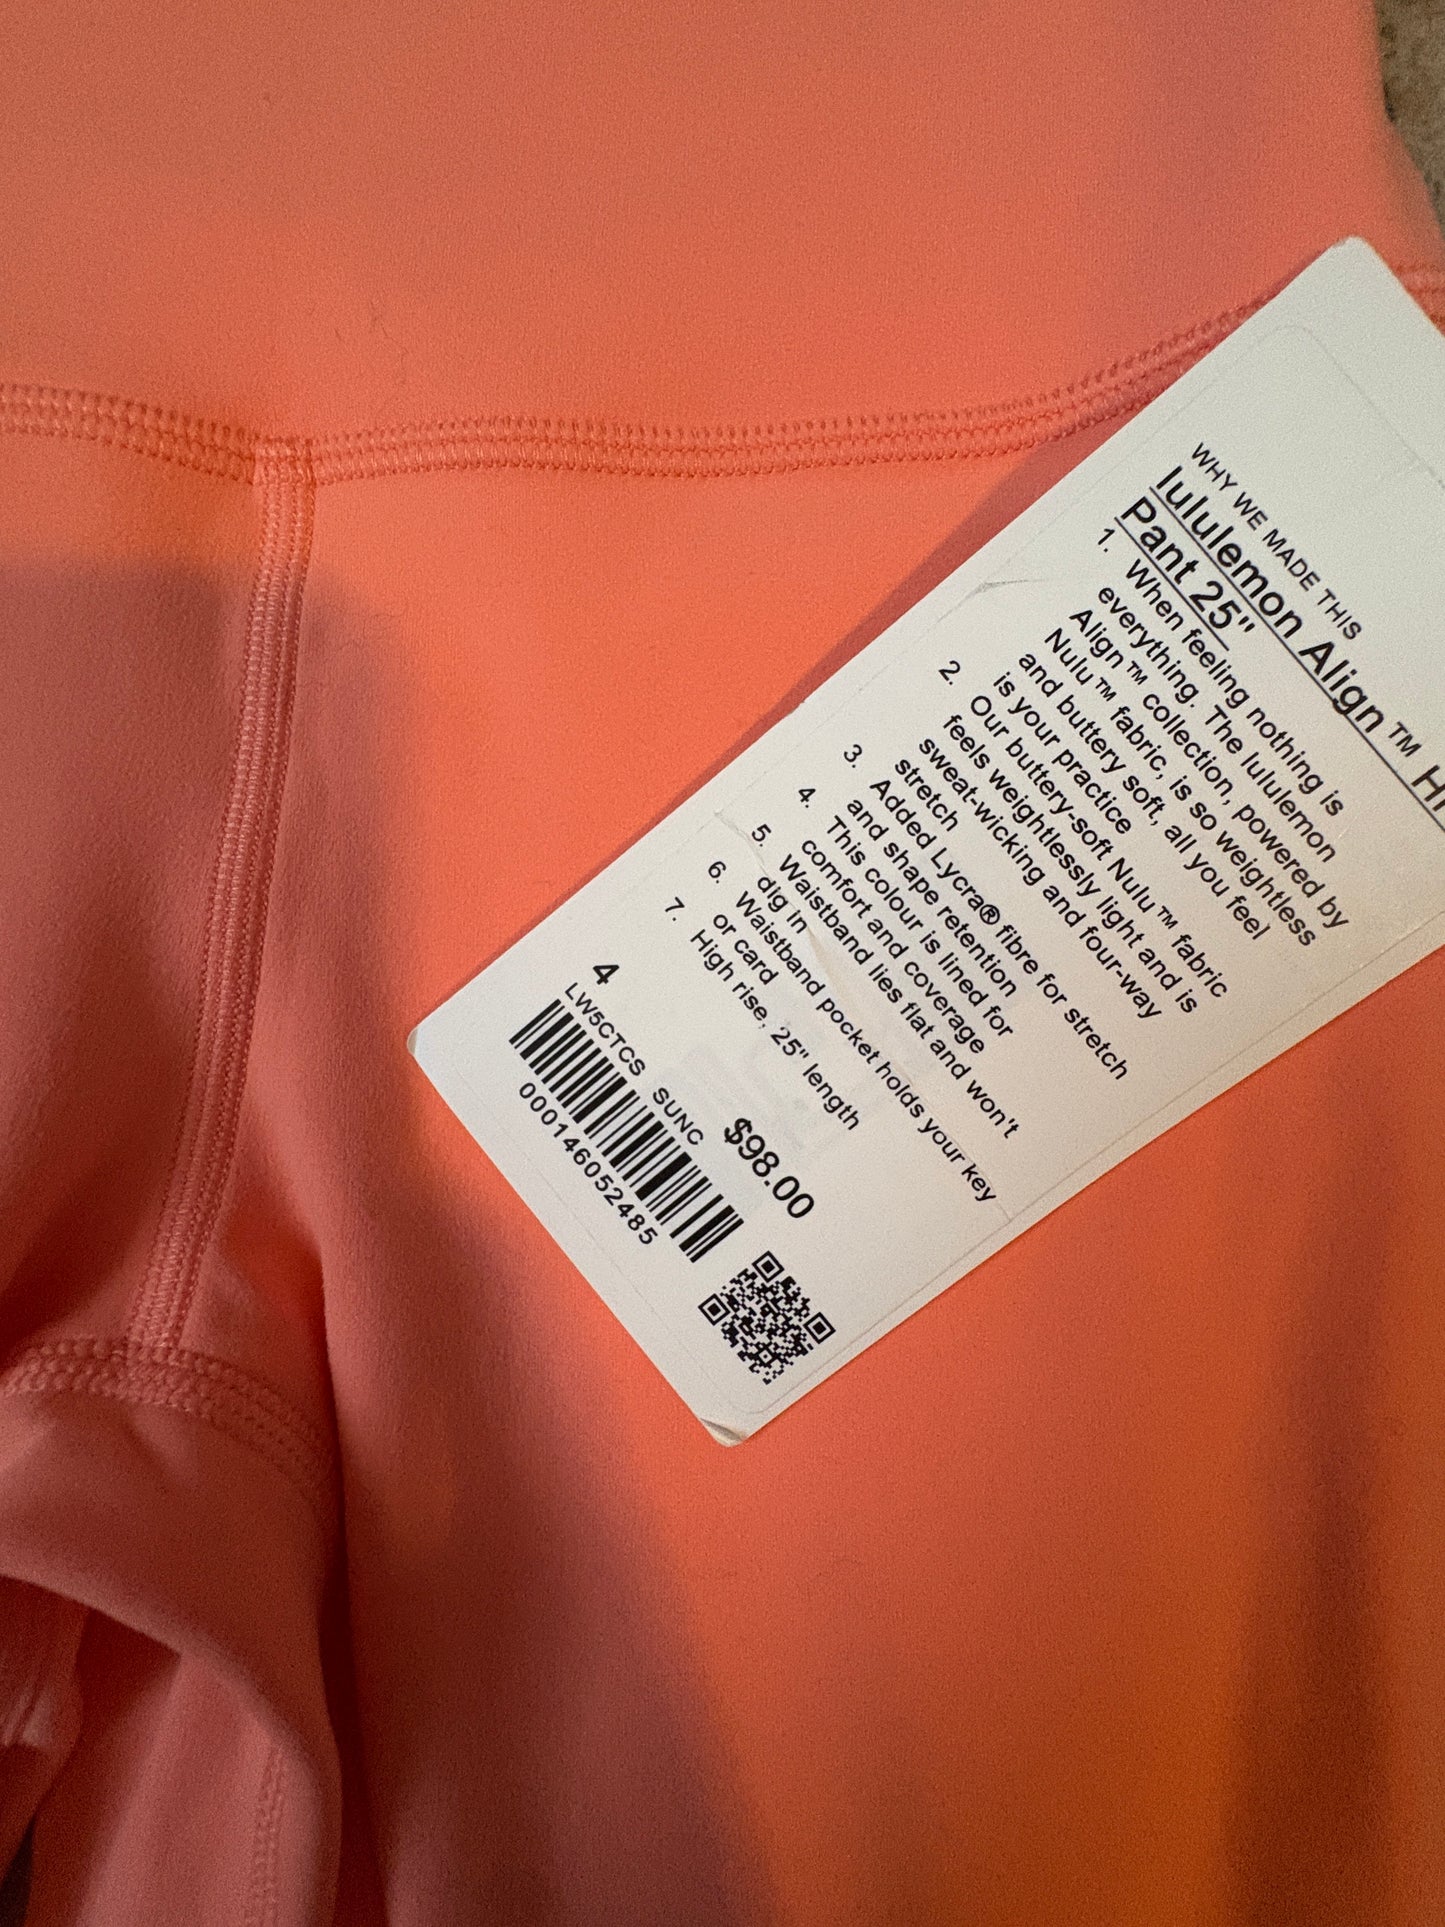 WHY WE MADE THIS
lululemon Align™
Pant 25"
1. When feeling nothing is
everything. The lululemon
Align™ collection, powered by
Nulu™ fabric, is so weightless
and buttery soft, all you feel
is your practice
2. Our buttery-soft Nulu™ fabric
feels weightlessly light and is
sweat-wicking and four-way
stretch
3. Added Lycra® fibre for stretch
and shape retention
4. This colour is lined for
comfort and coverage
5. Waistband lies flat and won't
dig in
6. Waistband pocket holds your key
or card
7. High rise, 25" length
4
LW5CTCS SUNC
$98.00
000146052485